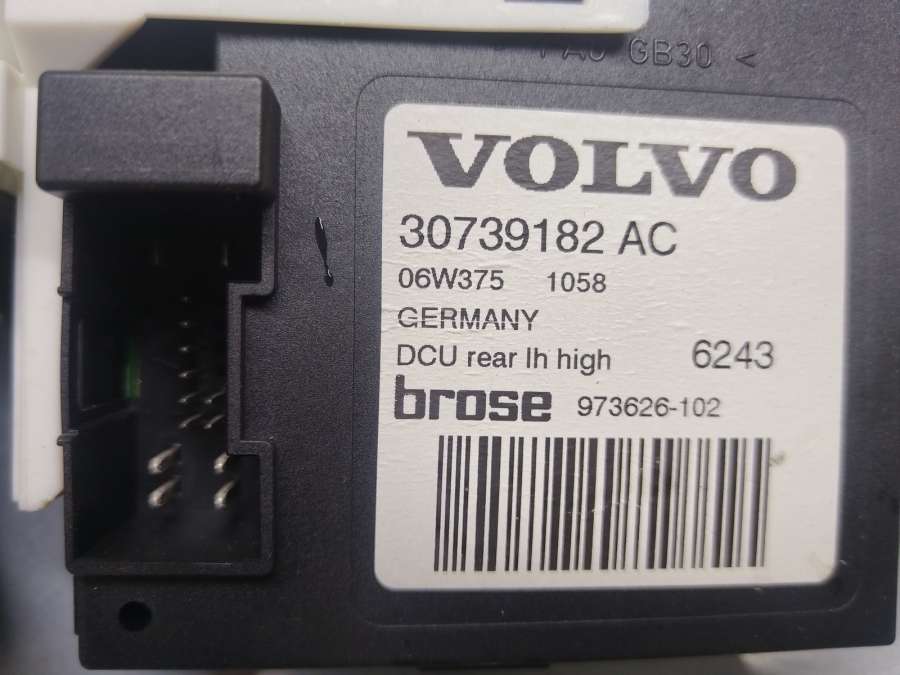 GB30 <
VOLVO
30739182 AC
06W375 1058
GERMANY
DCU rear lh high 6243
brose 973626-102